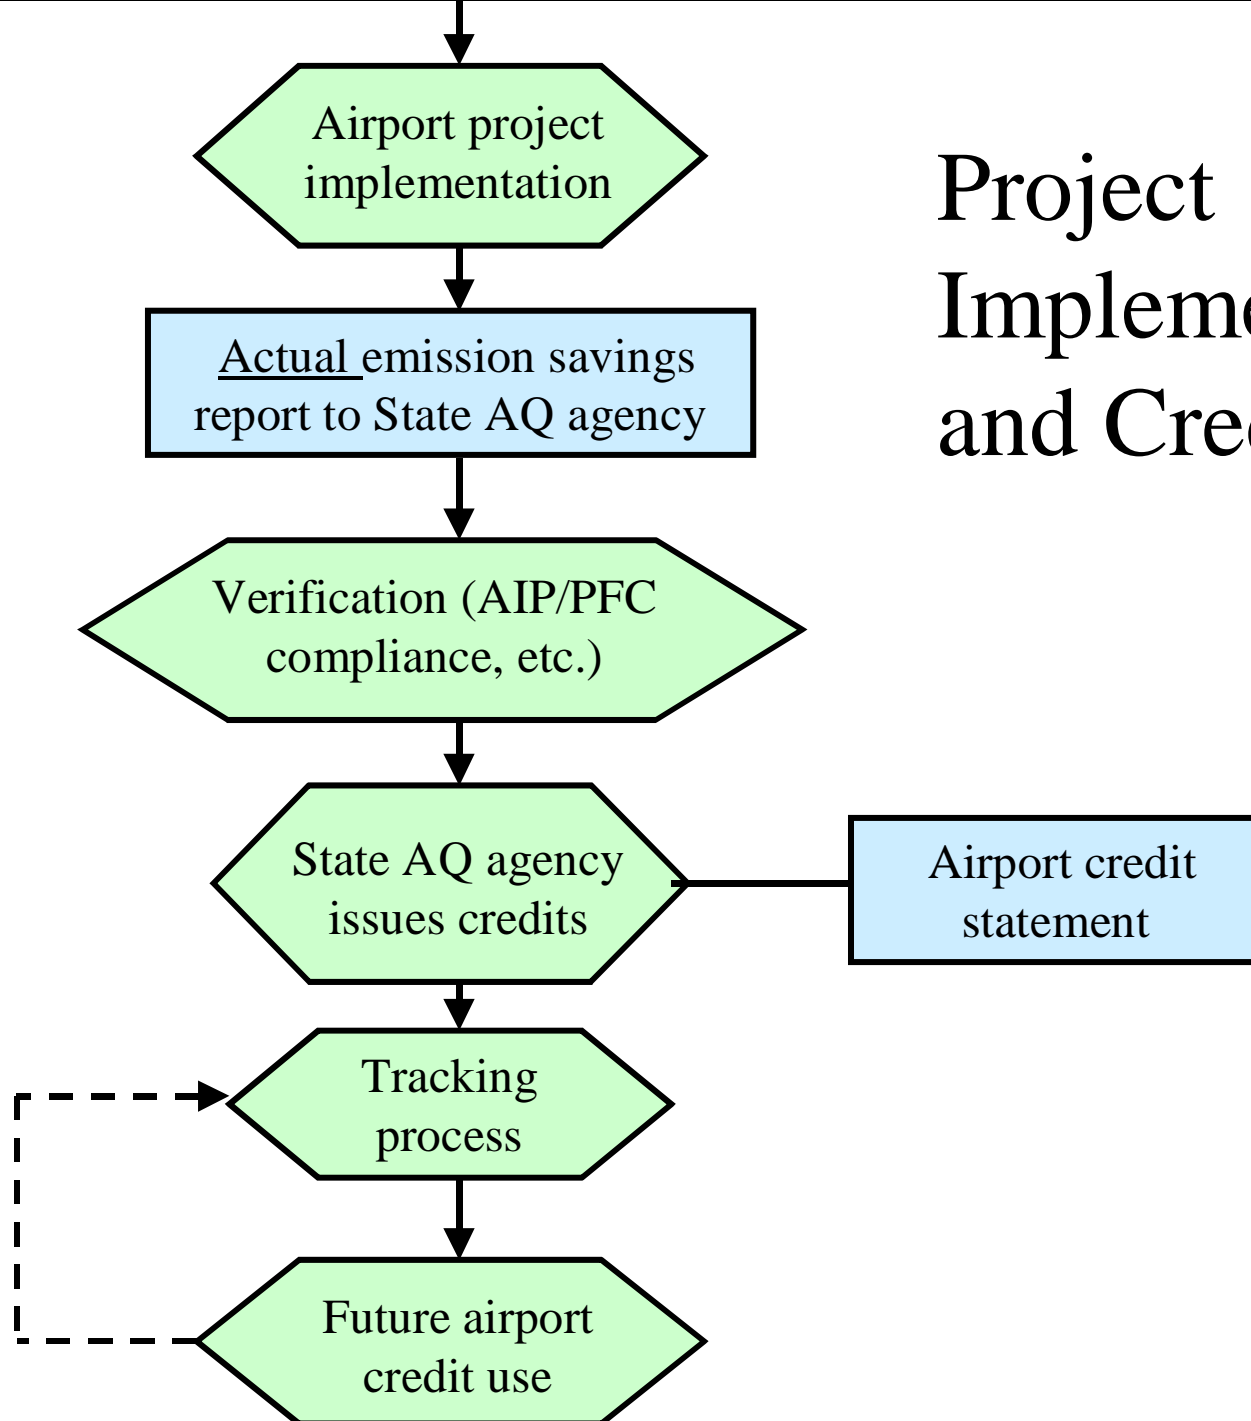 Airport project
implementation
Project
Actual emission savings
report to State AQ agency
and
Verification (AIP/PFC
compliance, etc.)
State AQ agency
issues credits
Airport credit
statement
Tracking
process
Future airport
credit use